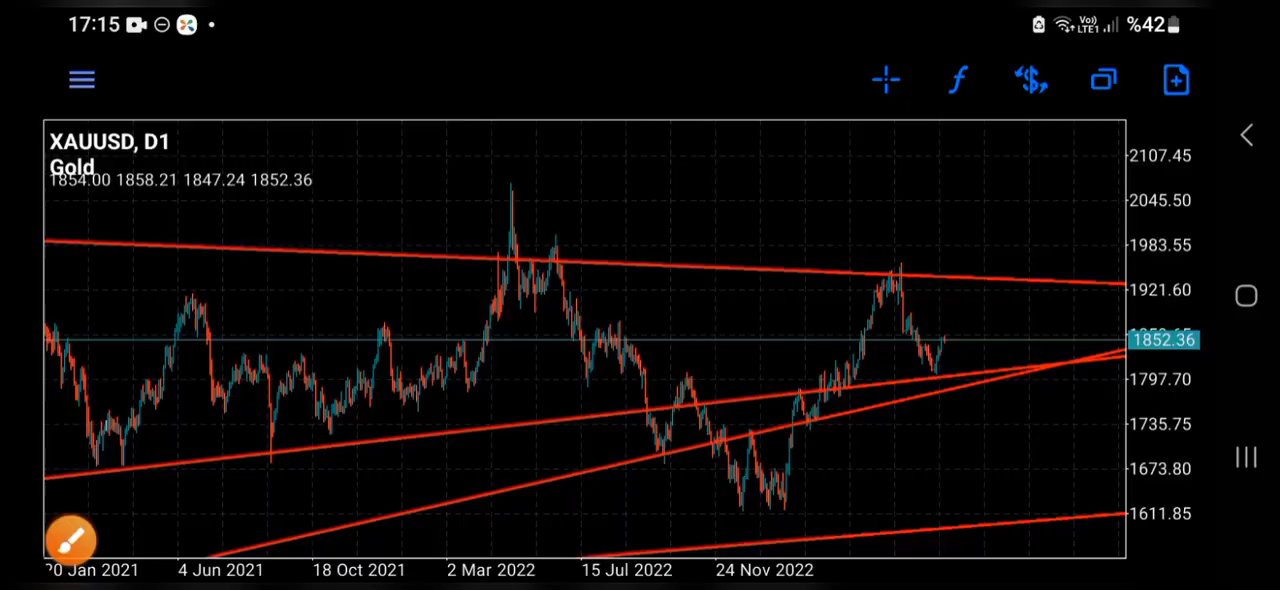 17:15
Vo))
LTE1
%42
XAUUSD, D1
Gold
1854.00 1858.21 1847.24 1852.36
2107.45
2045.50
1983.55
1921.60
1852.36
1797.70
1735.75
1673.80
1611.85
20 Jan 2021 4 Jun 2021 18 Oct 2021 2 Mar 2022 15 Jul 2022 24 Nov 2022